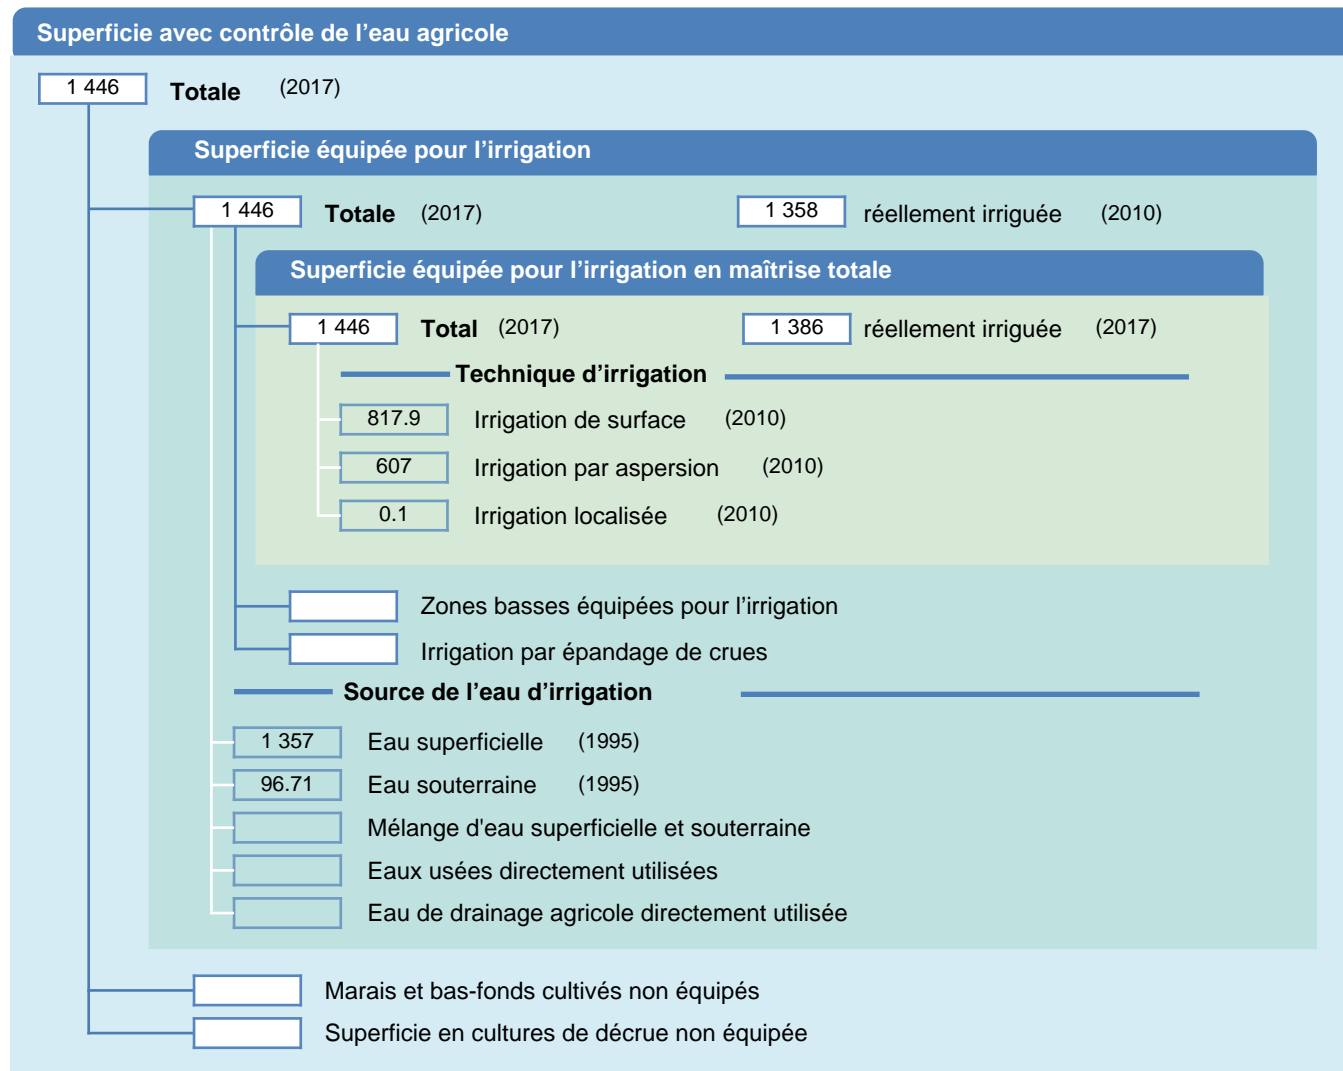 Superficie avec contrôle de l'eau agricole
1 446 Totale (2017)
Superficie équipée pour l'irrigation
1 446 Totale (2017) 1 358 réellement irriguée (2010)
Superficie équipée pour l'irrigation en maîtrise totale
1 446 Total (2017) 1 386 réellement irriguée (2017)
Technique d'irrigation
817.9 Irrigation de surface (2010)
607 Irrigation par aspersion (2010)
0.1 Irrigation localisée (2010)
Zones basses équipées pour l'irrigation
Irrigation par épandage de crues
Source de l'eau d'irrigation
1 357 Eau superficielle (1995)
96.71 Eau souterraine (1995)
Mélange d'eau superficielle et souterraine
Eaux usées directement utilisées
Eau de drainage agricole directement utilisée
Marais et bas-fonds cultivés non équipés
Superficie en cultures de décrue non équipée